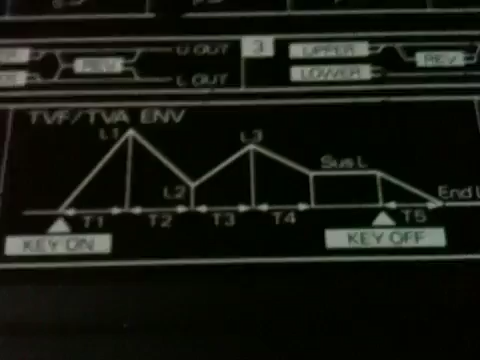 U OUT 3 UPPER
REV REV
L OUT LOWER
TVF/TVA ENV
L1 L3
Sus L
L2 End L
T1 T2 T3 T4 T5
KEY ON KEY OFF